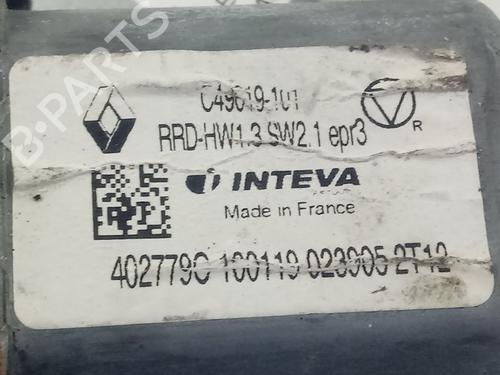 C49619-101
RRD-HW1.3 SW2.1 epr3
R
INTEVA
Made in France
402779C 160119 023905 2T12
B-Parts